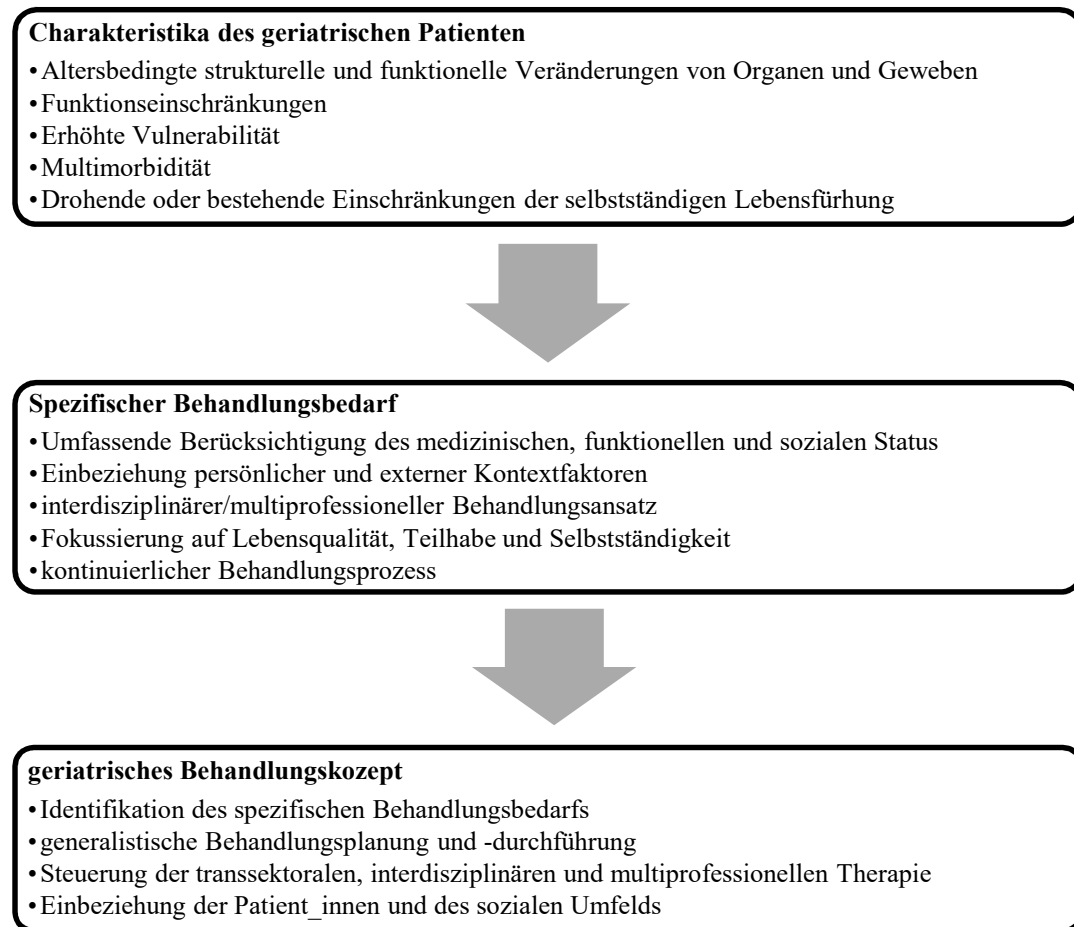 Charakteristika des geriatrischen Patienten
•Altersbedingte strukturelle und funktionelle Veränderungen von Organen und Geweben
•Funktionseinschränkungen
•Erhöhte Vulnerabilität
•Multimorbidität
•Drohende oder bestehende Einschränkungen der selbstständigen Lebensfürhung
Spezifischer Behandlungsbedarf
•Umfassende Berücksichtigung des medizinischen, funktionellen und sozialen Status
•Einbeziehung persönlicher und externer Kontextfaktoren
•interdisziplinärer/multiprofessioneller Behandlungsansatz
•Fokussierung auf Lebensqualität, Teilhabe und Selbstständigkeit
•kontinuierlicher Behandlungsprozess
geriatrisches Behandlungskozept
•Identifikation des spezifischen Behandlungsbedarfs
•generalistische Behandlungsplanung und -durchführung
•Steuerung der transsektoralen, interdisziplinären und multiprofessionellen Therapie
•Einbeziehung der Patient_innen und des sozialen Umfelds